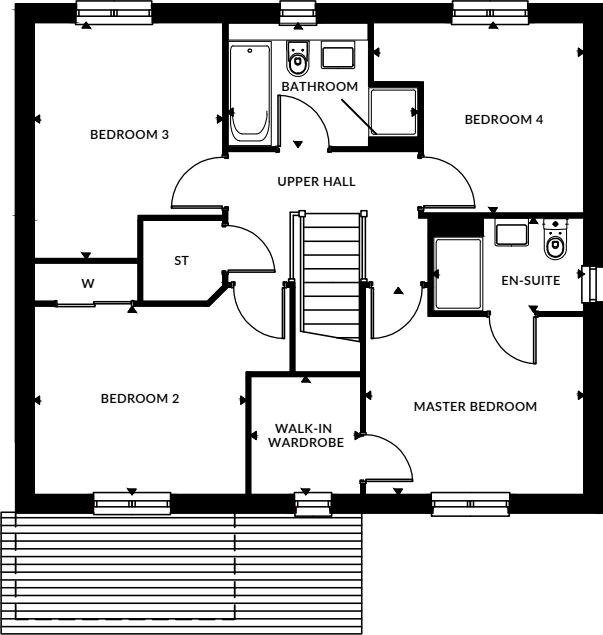 BATHROOM
BEDROOM 3
BEDROOM 4
UPPER HALL
ST
W
EN-SUITE
BEDROOM 2
MASTER BEDROOM
WALK-IN
WARDROBE